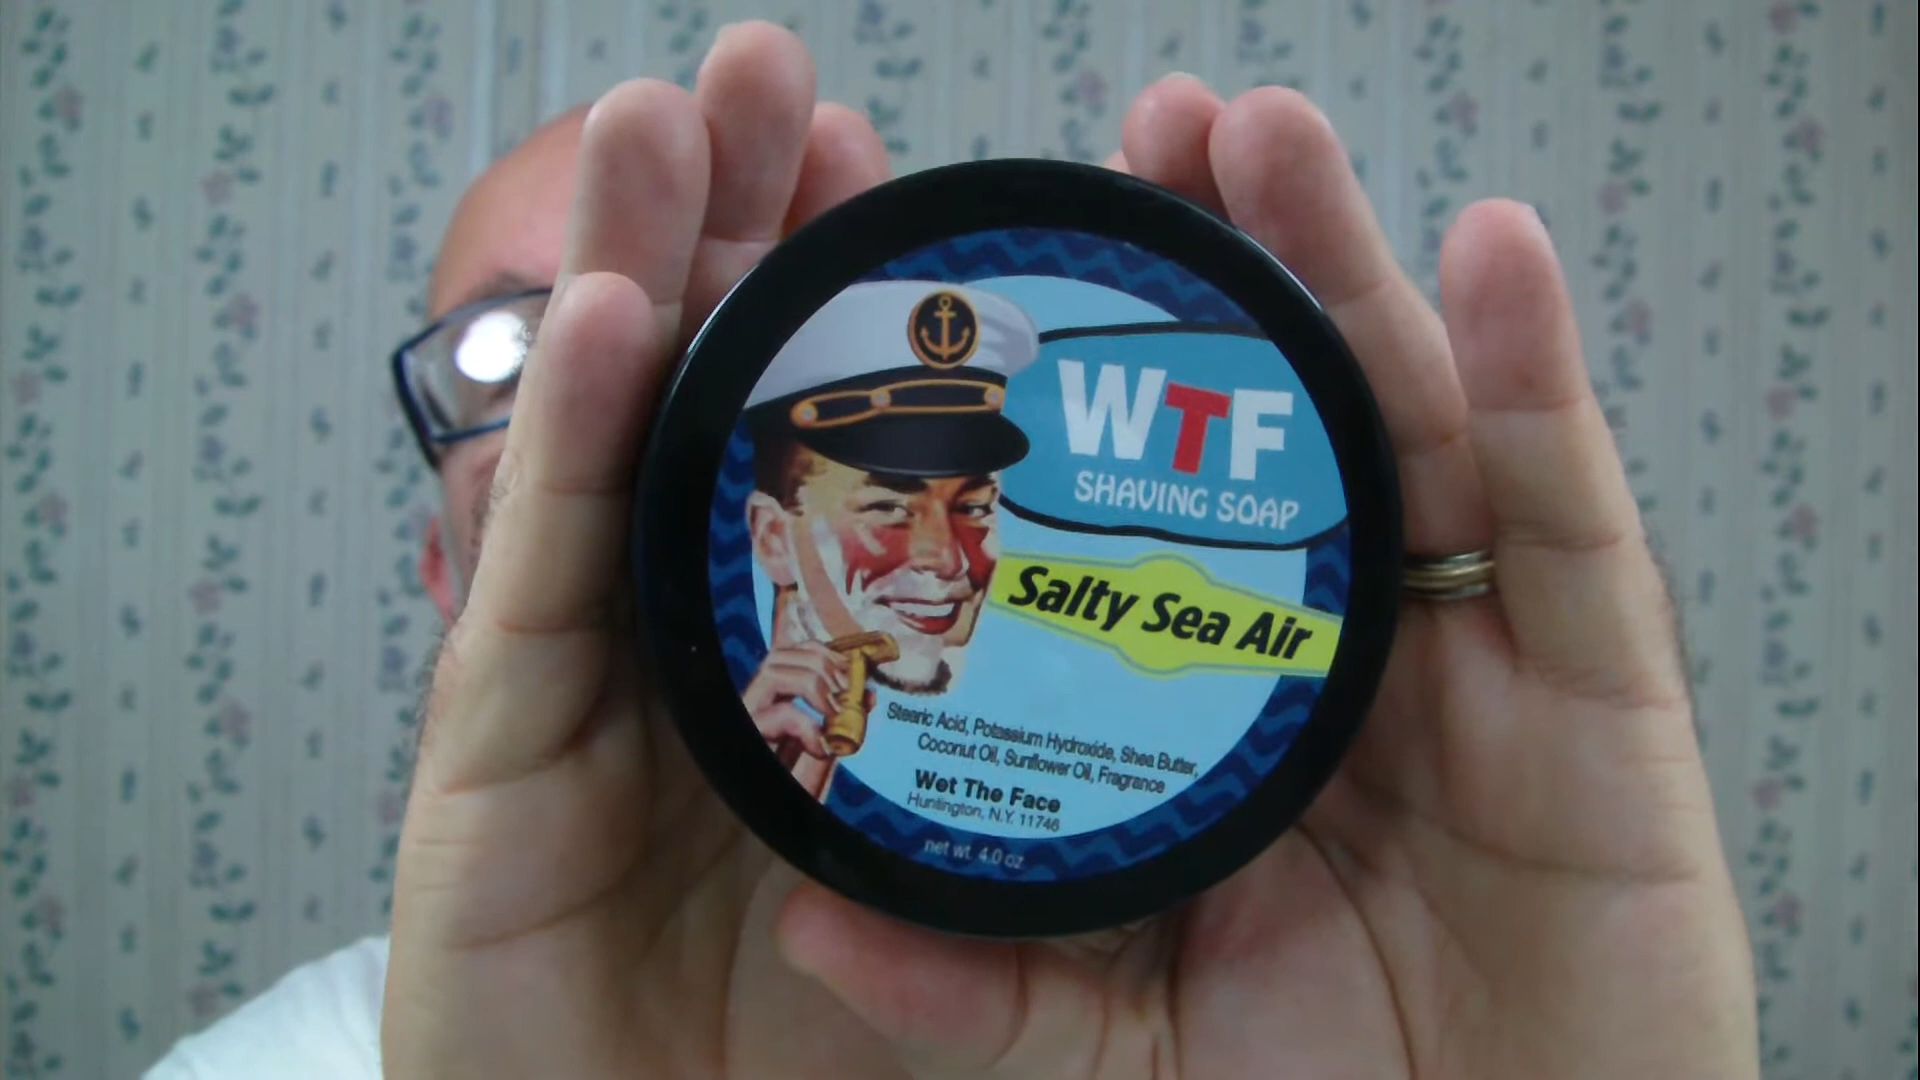 WTF
SHAVING SOAP
Salty Sea Air
Stearic Acid, Potassium Hydroxide, Shea Butter,
Coconut Oil, Sunflower Oil, Fragrance
Wet The Face
Huntington, N.Y. 11746
net wt. 4.0 oz